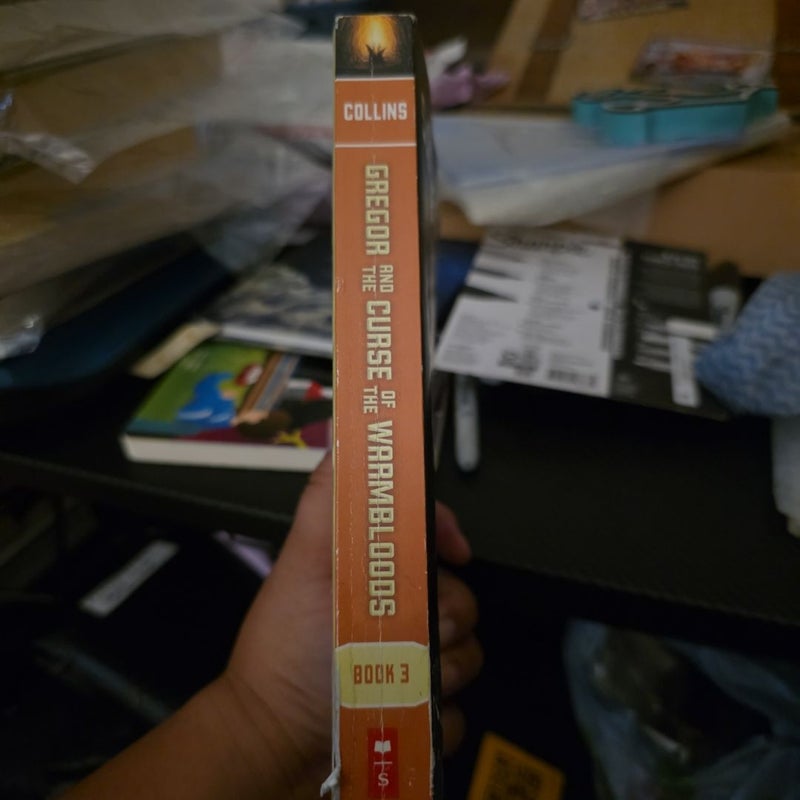 COLLINS
GREGOR AND THE CURSE OF THE WARMBLOODS
BOOK 3
S